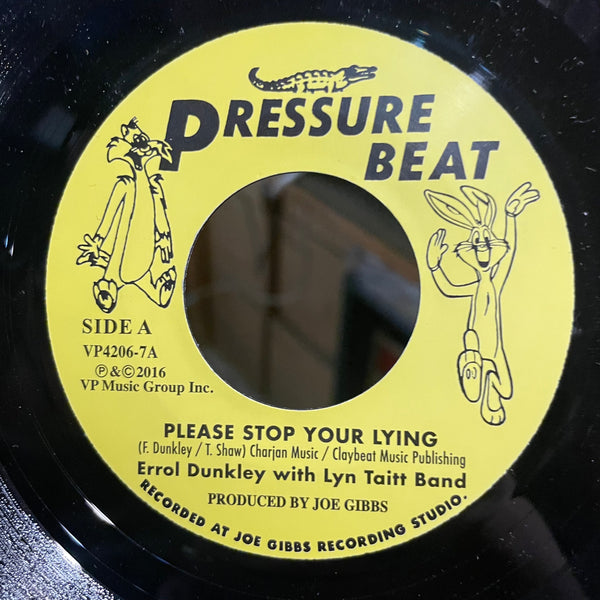 PRESSURE
BEAT
SIDE A
VP4206-7A
℗&©2016
VP Music Group Inc.
PLEASE STOP YOUR LYING
(F. Dunkley / T. Shaw) Charjan Music / Claybeat Music Publishing
Errol Dunkley with Lyn Taitt Band
PRODUCED BY JOE GIBBS
RECORDED AT JOE GIBBS RECORDING STUDIO.